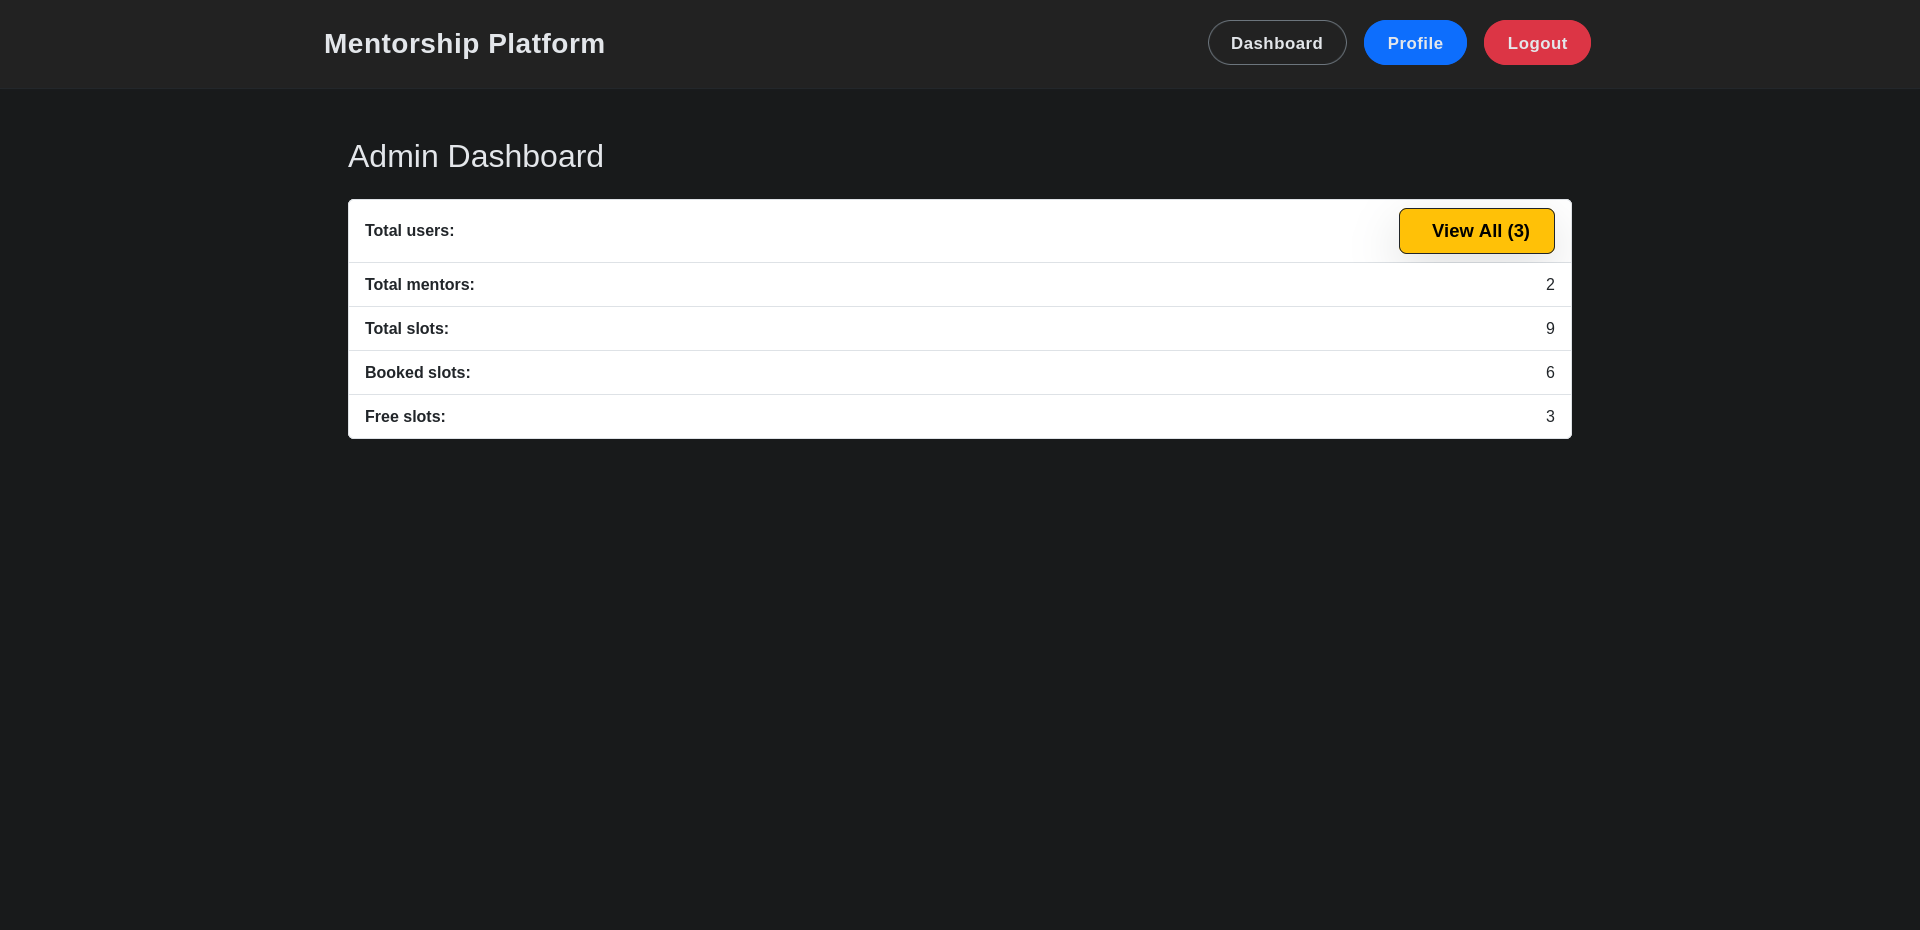 Mentorship Platform Dashboard Profile Logout
Admin Dashboard
Total users: View All (3)
Total mentors: 2
Total slots: 9
Booked slots: 6
Free slots: 3